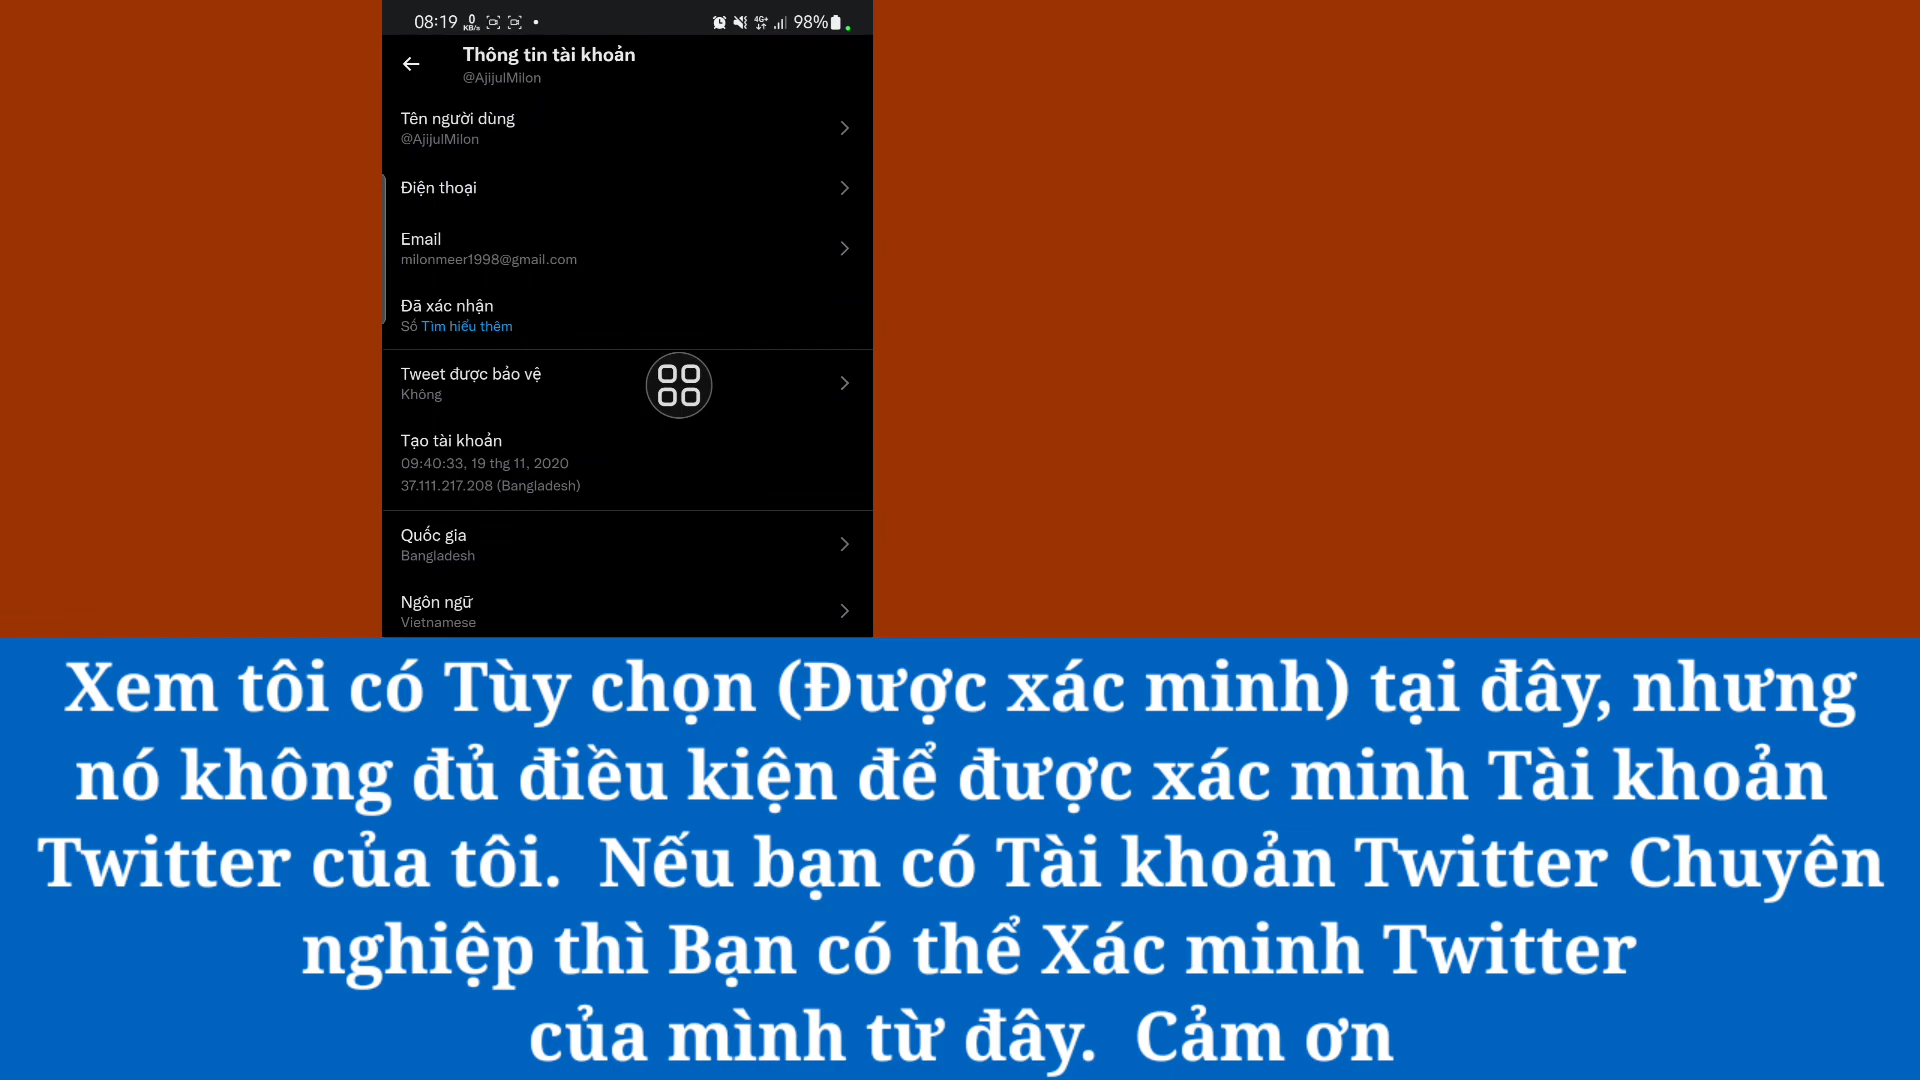 08:19 0 KB/s 4G+ 98%
Thông tin tài khoản
@AjijulMilon
Tên người dùng
@AjijulMilon
Điện thoại
Email
milonmeer1998@gmail.com
Đã xác nhận
Số Tìm hiểu thêm
Tweet được bảo vệ
Không
Tạo tài khoản
09:40:33, 19 thg 11, 2020
37.111.217.208 (Bangladesh)
Quốc gia
Bangladesh
Ngôn ngữ
Vietnamese
Xem tôi có Tùy chọn (Được xác minh) tại đây, nhưng
nó không đủ điều kiện để được xác minh Tài khoản
Twitter của tôi. Nếu bạn có Tài khoản Twitter Chuyên
nghiệp thì Bạn có thể Xác minh Twitter
của mình từ đây. Cảm ơn